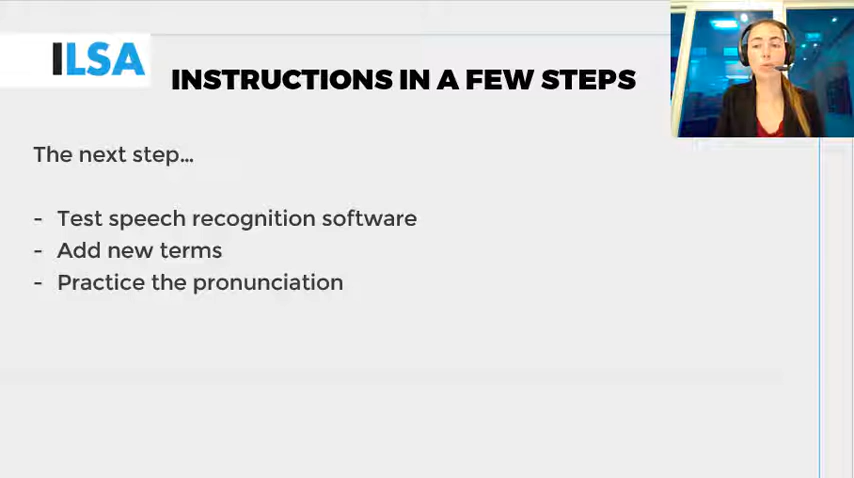 ILSA
INSTRUCTIONS IN A FEW STEPS
The next step...
- Test speech recognition software
- Add new terms
- Practice the pronunciation